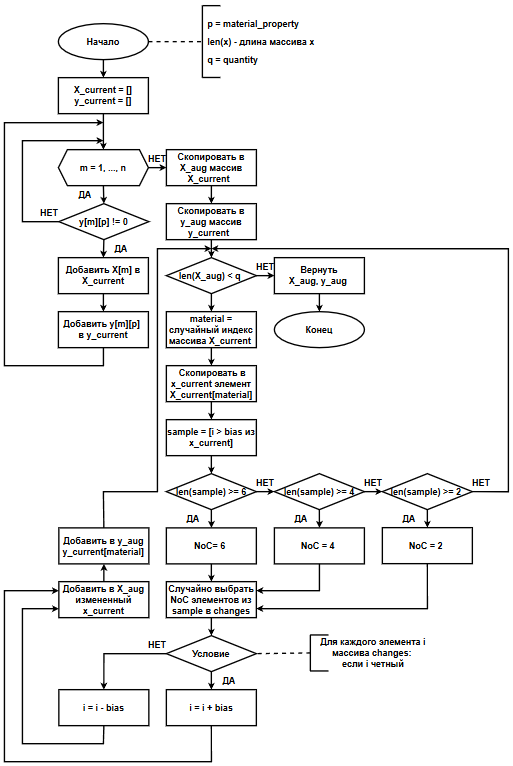 Начало
p = material_property
len(x) - длина массива x
q = quantity
X_current = []
y_current = []
m = 1, ..., n
НЕТ
Скопировать в
X_aug массив
X_current
ДА
НЕТ
y[m][p] != 0
Скопировать в
y_aug массив
y_current
ДА
Добавить X[m] в
X_current
len(X_aug) < q
НЕТ
Вернуть
X_aug, y_aug
Добавить y[m][p]
в y_current
material =
случайный индекс
массива X_current
Конец
Скопировать в
x_current элемент
X_current[material]
sample = [i > bias из
x_current]
len(sample) >= 6
НЕТ
len(sample) >= 4
НЕТ
len(sample) >= 2
НЕТ
ДА
ДА
ДА
Добавить в y_aug
y_current[material]
NoC= 6
NoC = 4
NoC = 2
Добавить в X_aug
измененный
x_current
Случайно выбрать
NoC элементов из
sample в changes
НЕТ
Условие
Для каждого элемента i
массива changes:
если i четный
ДА
i = i - bias
i = i + bias